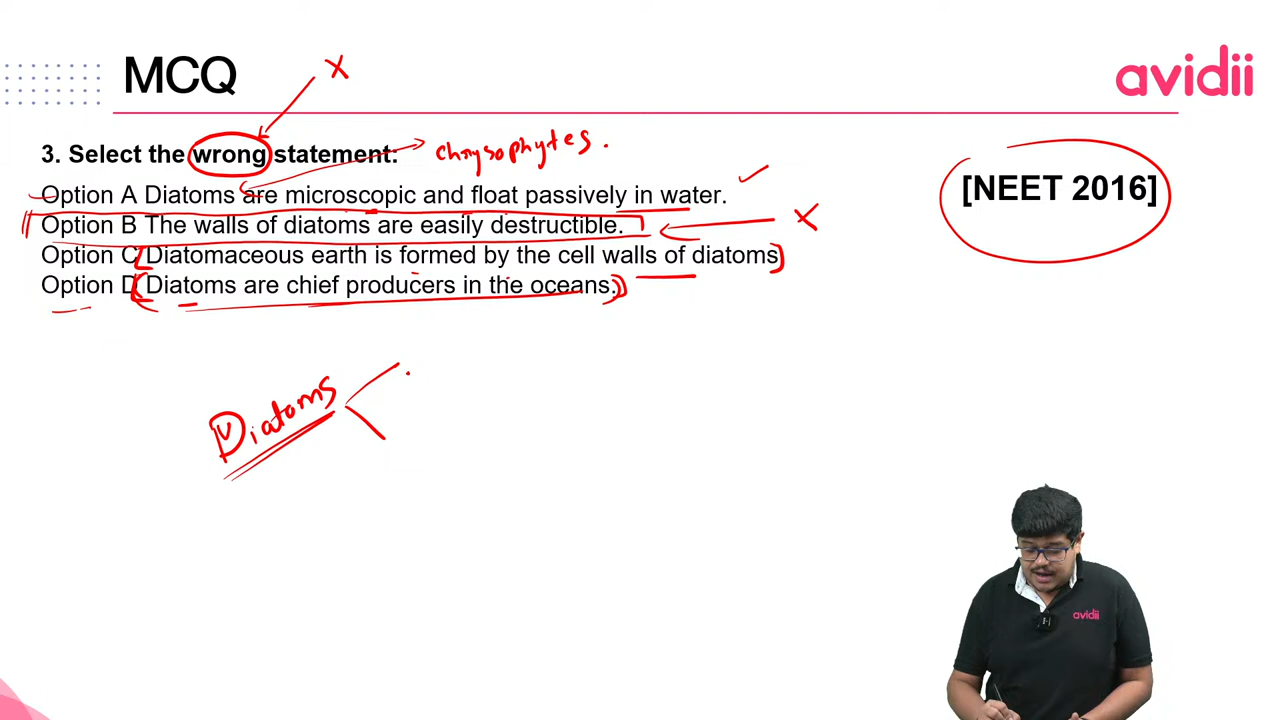 MCQ
avidii
X
3. Select the wrong statement:
chrysophytes.
[NEET 2016]
Option A Diatoms are microscopic and float passively in water.
Option B The walls of diatoms are easily destructible.
X
Option C Diatomaceous earth is formed by the cell walls of diatoms
Option D Diatoms are chief producers in the oceans.
Diatoms
avidii